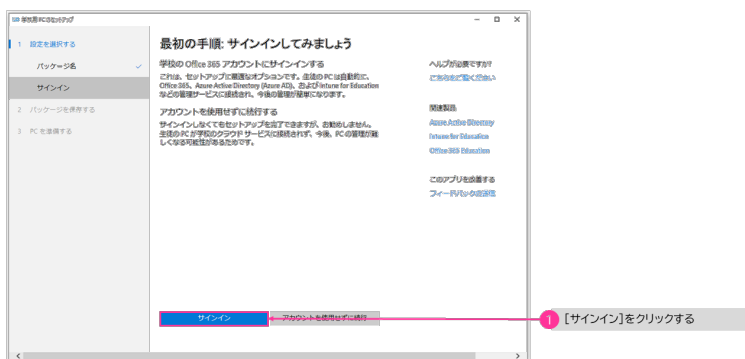 学校用 PCのセットアップ
1 設定を選択する
パッケージ名
サインイン
2 パッケージを保存する
3 PC を準備する
最初の手順: サインインしてみましょう
学校の Office 365 アカウントにサインインする
これは、セットアップに最適なオプションです。生徒の PC は自動的に、
Office 365、Azure Active Directory (Azure AD)、および Intune for Education
などの管理サービスに接続され、今後の管理が簡単になります。
アカウントを使用せずに続行する
サインインしなくてもセットアップを完了できますが、お勧めしません。
生徒の PC が学校のクラウド サービスに接続されず、今後、PC の管理が難
しくなる可能性があるためです。
ヘルプが必要ですか?
こちらをご覧ください
関連製品
Azure Active Directory
Intune for Education
Office 365 Education
このアプリを改善する
フィードバックの送信
サインイン
アカウントを使用せずに続行
1 [サインイン]をクリックする